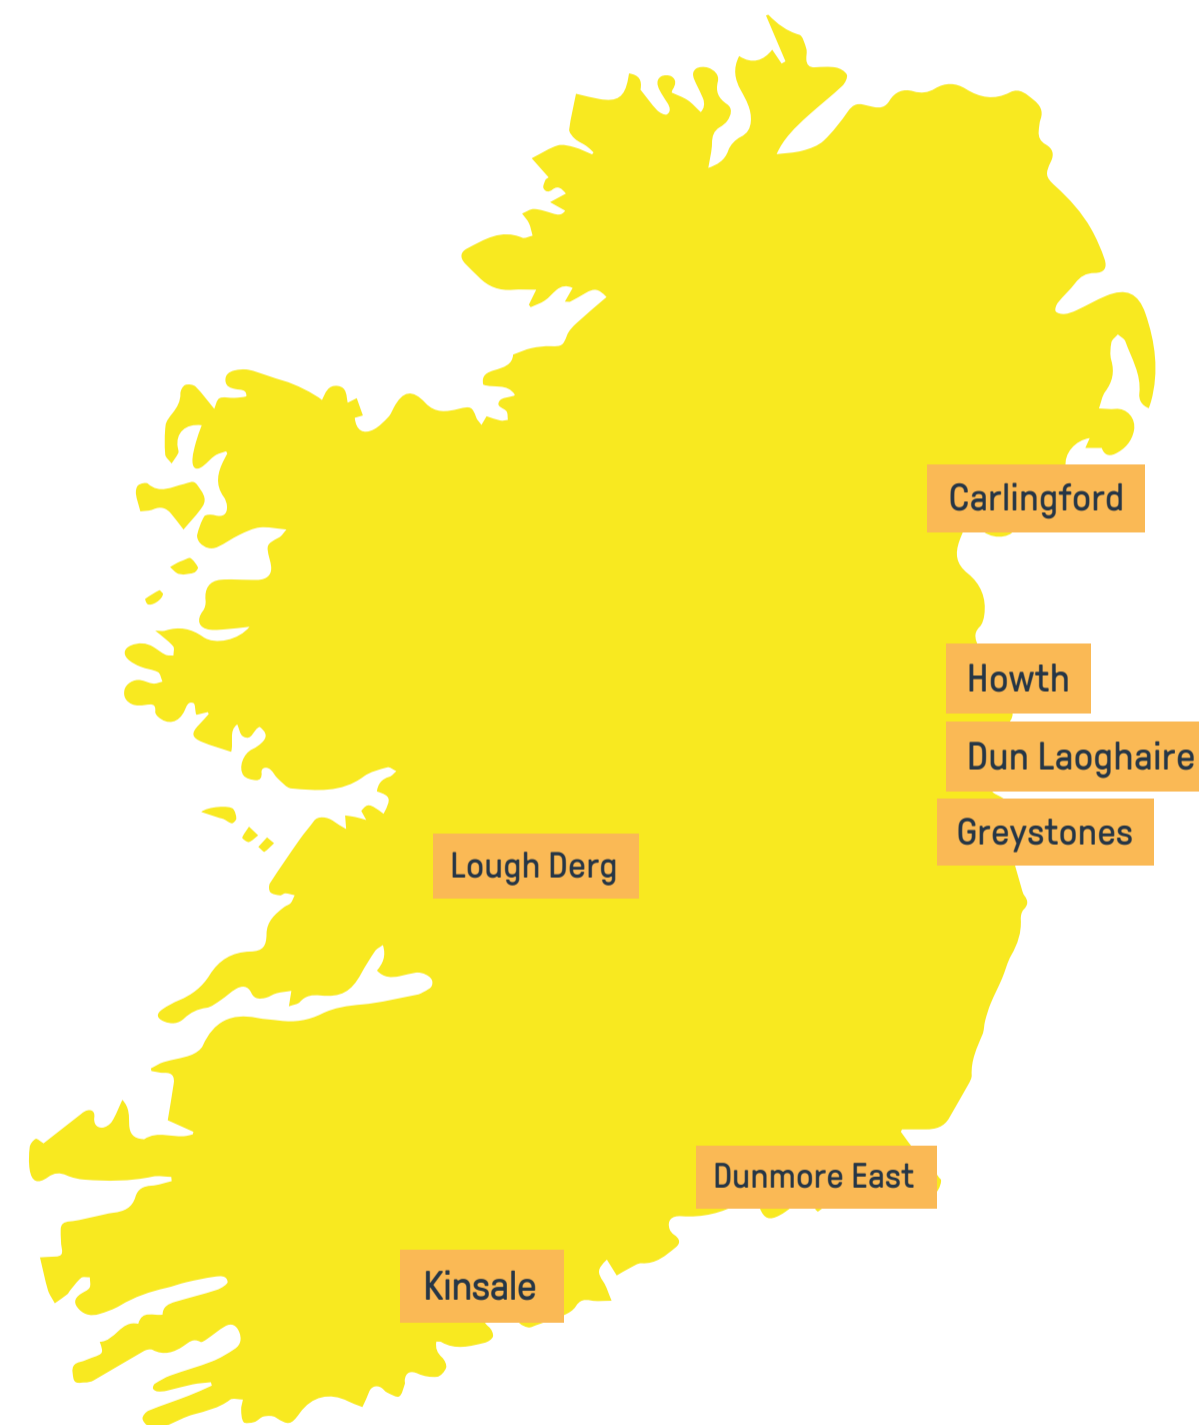 Carlingford
Howth
Dun Laoghaire
Greystones
Lough Derg
Dunmore East
Kinsale